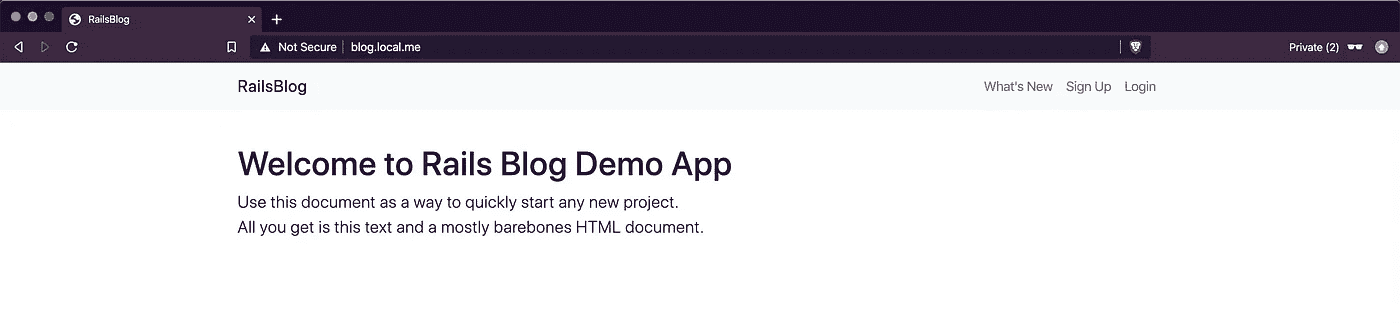 RailsBlog
Not Secure blog.local.me Private (2)
RailsBlog What's New Sign Up Login
Welcome to Rails Blog Demo App
Use this document as a way to quickly start any new project.
All you get is this text and a mostly barebones HTML document.